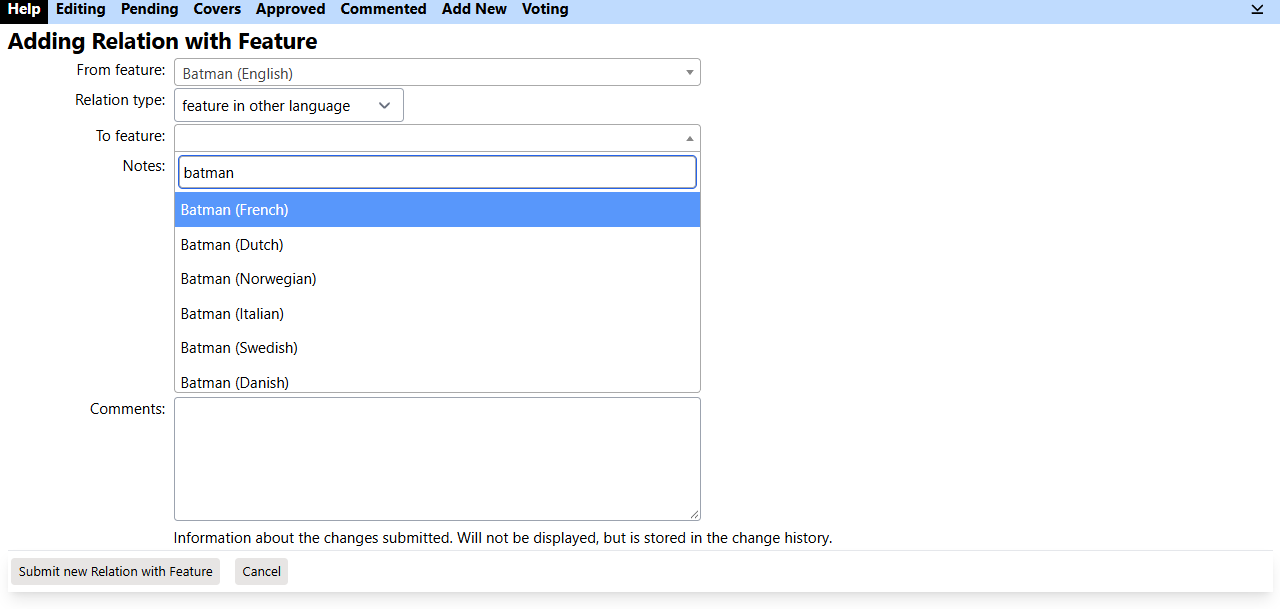 Help Editing Pending Covers Approved Commented Add New Voting
Adding Relation with Feature
From feature: Batman (English)
Relation type: feature in other language
To feature:
Notes:
batman
Batman (French)
Batman (Dutch)
Batman (Norwegian)
Batman (Italian)
Batman (Swedish)
Batman (Danish)
Comments:
Information about the changes submitted. Will not be displayed, but is stored in the change history.
Submit new Relation with Feature Cancel